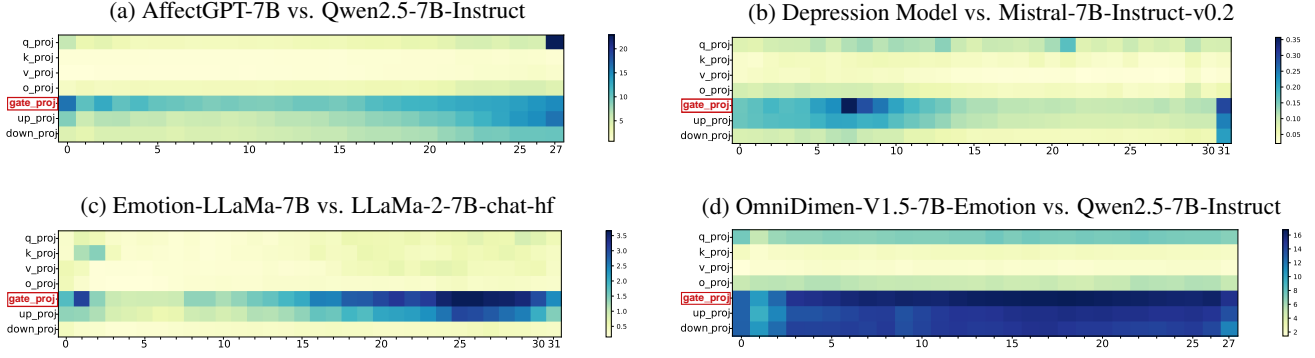 (a) AffectGPT-7B vs. Qwen2.5-7B-Instruct
q_proj
k_proj
v_proj
o_proj
gate_proj
up_proj
down_proj
0 5 10 15 20 25 27
20
15
10
5
(b) Depression Model vs. Mistral-7B-Instruct-v0.2
q_proj
k_proj
v_proj
o_proj
gate_proj
up_proj
down_proj
0 5 10 15 20 25 30 31
0.35
0.30
0.25
0.20
0.15
0.10
0.05
(c) Emotion-LLaMa-7B vs. LLaMa-2-7B-chat-hf
q_proj
k_proj
v_proj
o_proj
gate_proj
up_proj
down_proj
0 5 10 15 20 25 30 31
3.5
3.0
2.5
2.0
1.5
1.0
0.5
(d) OmniDimen-V1.5-7B-Emotion vs. Qwen2.5-7B-Instruct
q_proj
k_proj
v_proj
o_proj
gate_proj
up_proj
down_proj
0 5 10 15 20 25 27
16
14
12
10
8
6
4
2